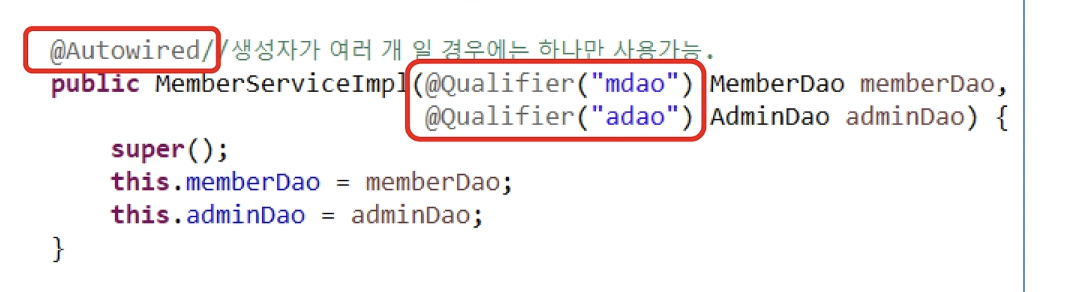 @Autowired//생성자가 여러 개 일 경우에는 하나만 사용가능.
public MemberServiceImpl(@Qualifier("mdao") MemberDao memberDao,
@Qualifier("adao") AdminDao adminDao) {
super();
this.memberDao = memberDao;
this.adminDao = adminDao;
}